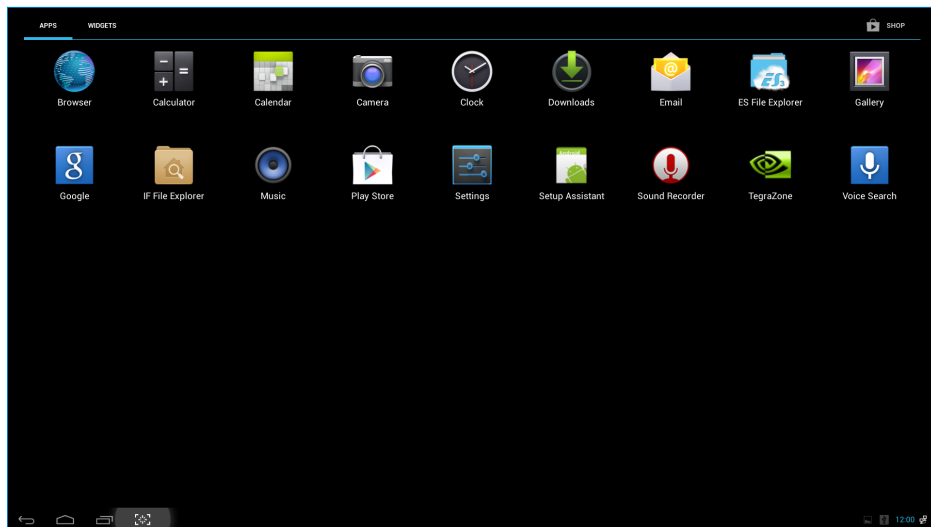 APPS WIDGETS SHOP
Browser Calculator Calendar Camera Clock Downloads Email ES File Explorer Gallery
Google IF File Explorer Music Play Store Settings Setup Assistant Sound Recorder TegraZone Voice Search
12:00